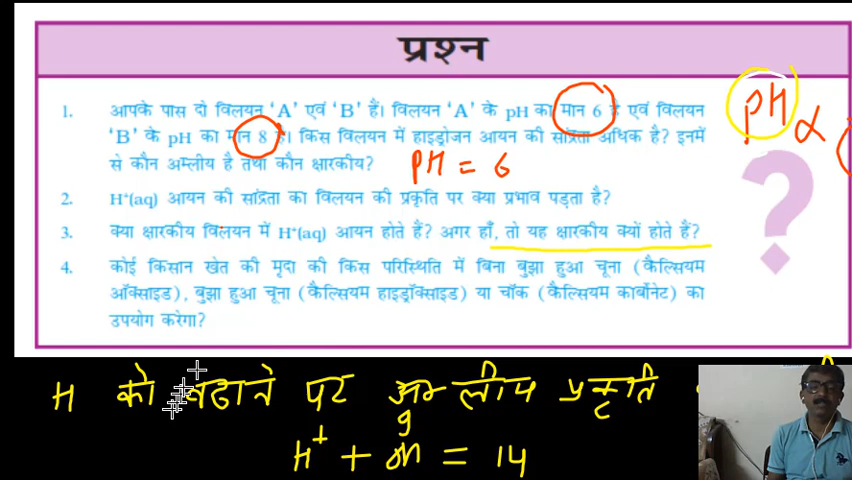 प्रश्न
1. आपके पास दो विलयन 'A' एवं 'B' हैं। विलयन 'A' के pH का मान 6 है एवं विलयन
'B' के pH का मान 8 है। किस विलयन में हाइड्रोजन आयन की सांद्रता अधिक है? इनमें
से कौन अम्लीय है तथा कौन क्षारकीय?
PH = 6
PH ∝
2. H⁺(aq) आयन की सांद्रता का विलयन की प्रकृति पर क्या प्रभाव पड़ता है?
3. क्या क्षारकीय विलयन में H⁺(aq) आयन होते हैं? अगर हाँ, तो यह क्षारकीय क्यों होते हैं?
4. कोई किसान खेत की मृदा की किस परिस्थिति में बिना बुझा हुआ चूना (कैल्सियम
ऑक्साइड), बुझा हुआ चूना (कैल्सियम हाइड्रॉक्साइड) या चॉक (कैल्सियम कार्बोनेट) का
उपयोग करेगा?
?
H को बढाने पर अम्लीय प्रकृति
H⁺ + = 14